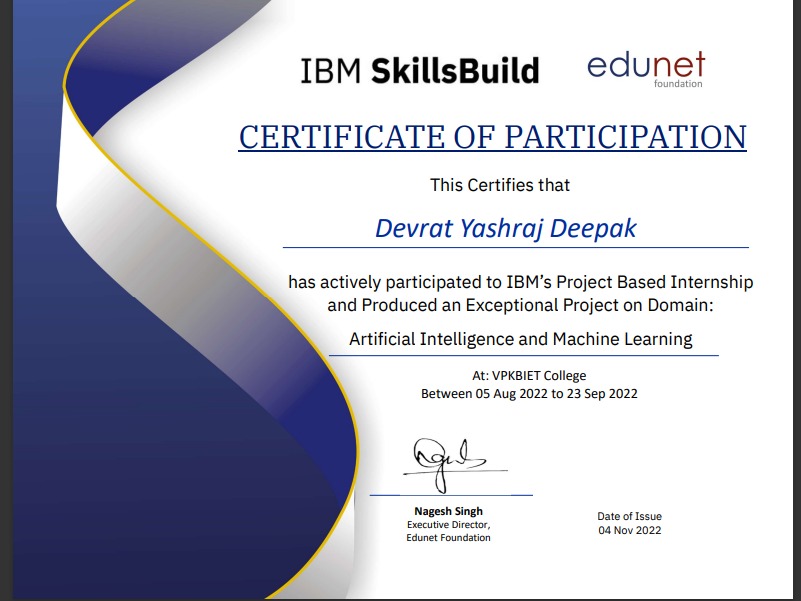 IBM SkillsBuild
edunet
foundation
CERTIFICATE OF PARTICIPATION
This Certifies that
Devrat Yashraj Deepak
has actively participated to IBM's Project Based Internship
and Produced an Exceptional Project on Domain:
Artificial Intelligence and Machine Learning
At: VPKBIET College
Between 05 Aug 2022 to 23 Sep 2022
Nagesh Singh
Executive Director,
Edunet Foundation
Date of Issue
04 Nov 2022